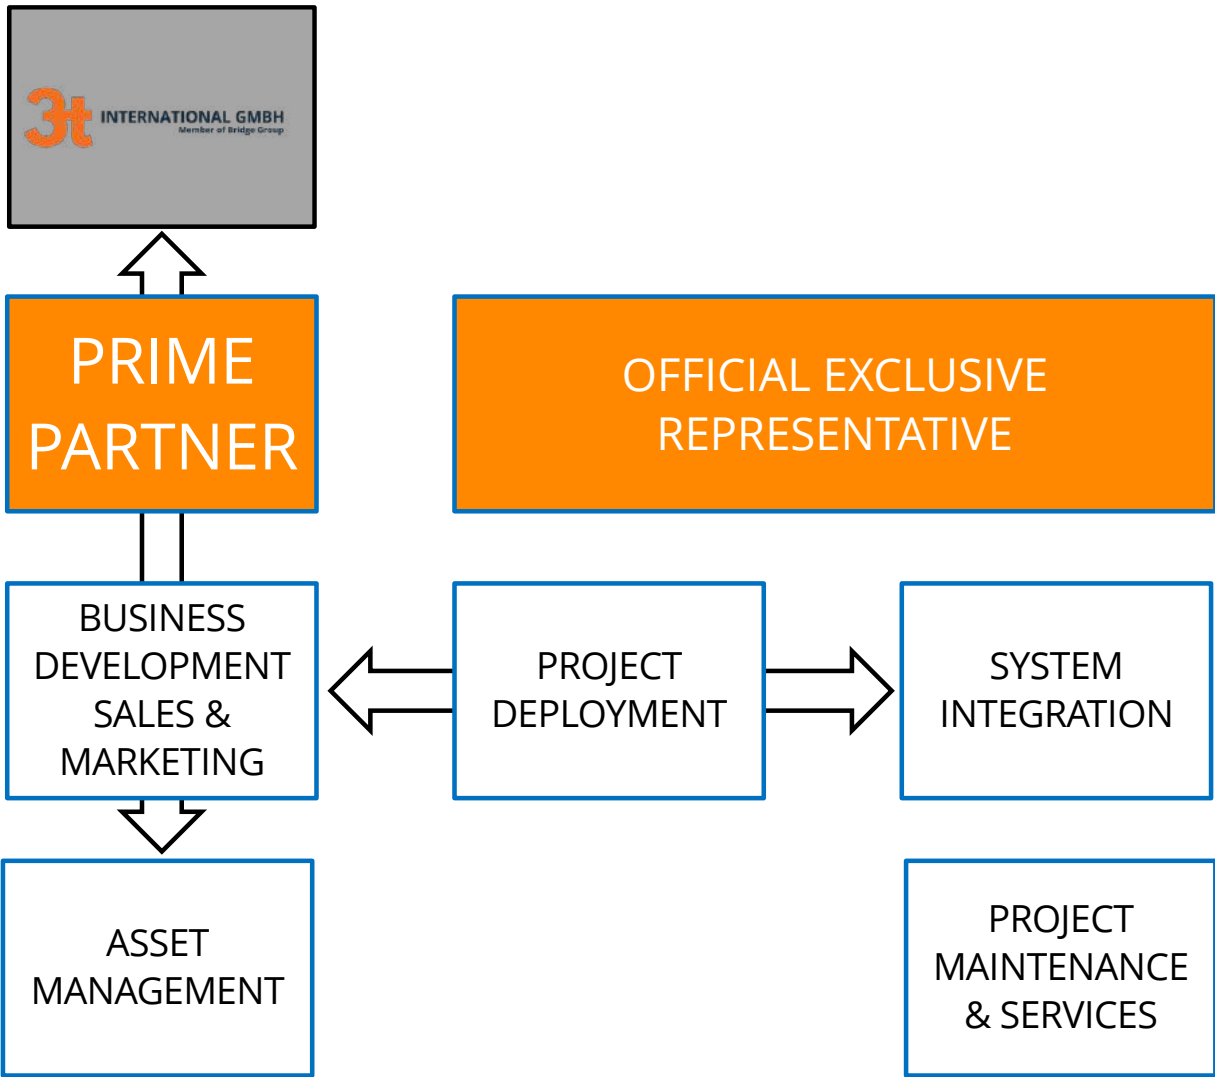 3t INTERNATIONAL GMBH
Member of Bridge Group
PRIME
PARTNER
OFFICIAL EXCLUSIVE
REPRESENTATIVE
BUSINESS
DEVELOPMENT
SALES &
MARKETING
PROJECT
DEPLOYMENT
SYSTEM
INTEGRATION
ASSET
MANAGEMENT
PROJECT
MAINTENANCE
& SERVICES